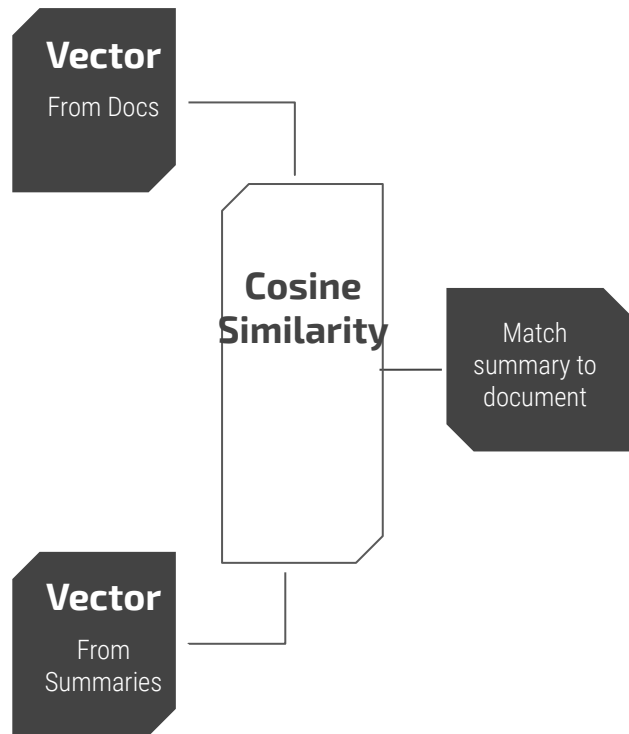 Vector
From Docs
Cosine
Similarity
Match
summary to
document
Vector
From
Summaries